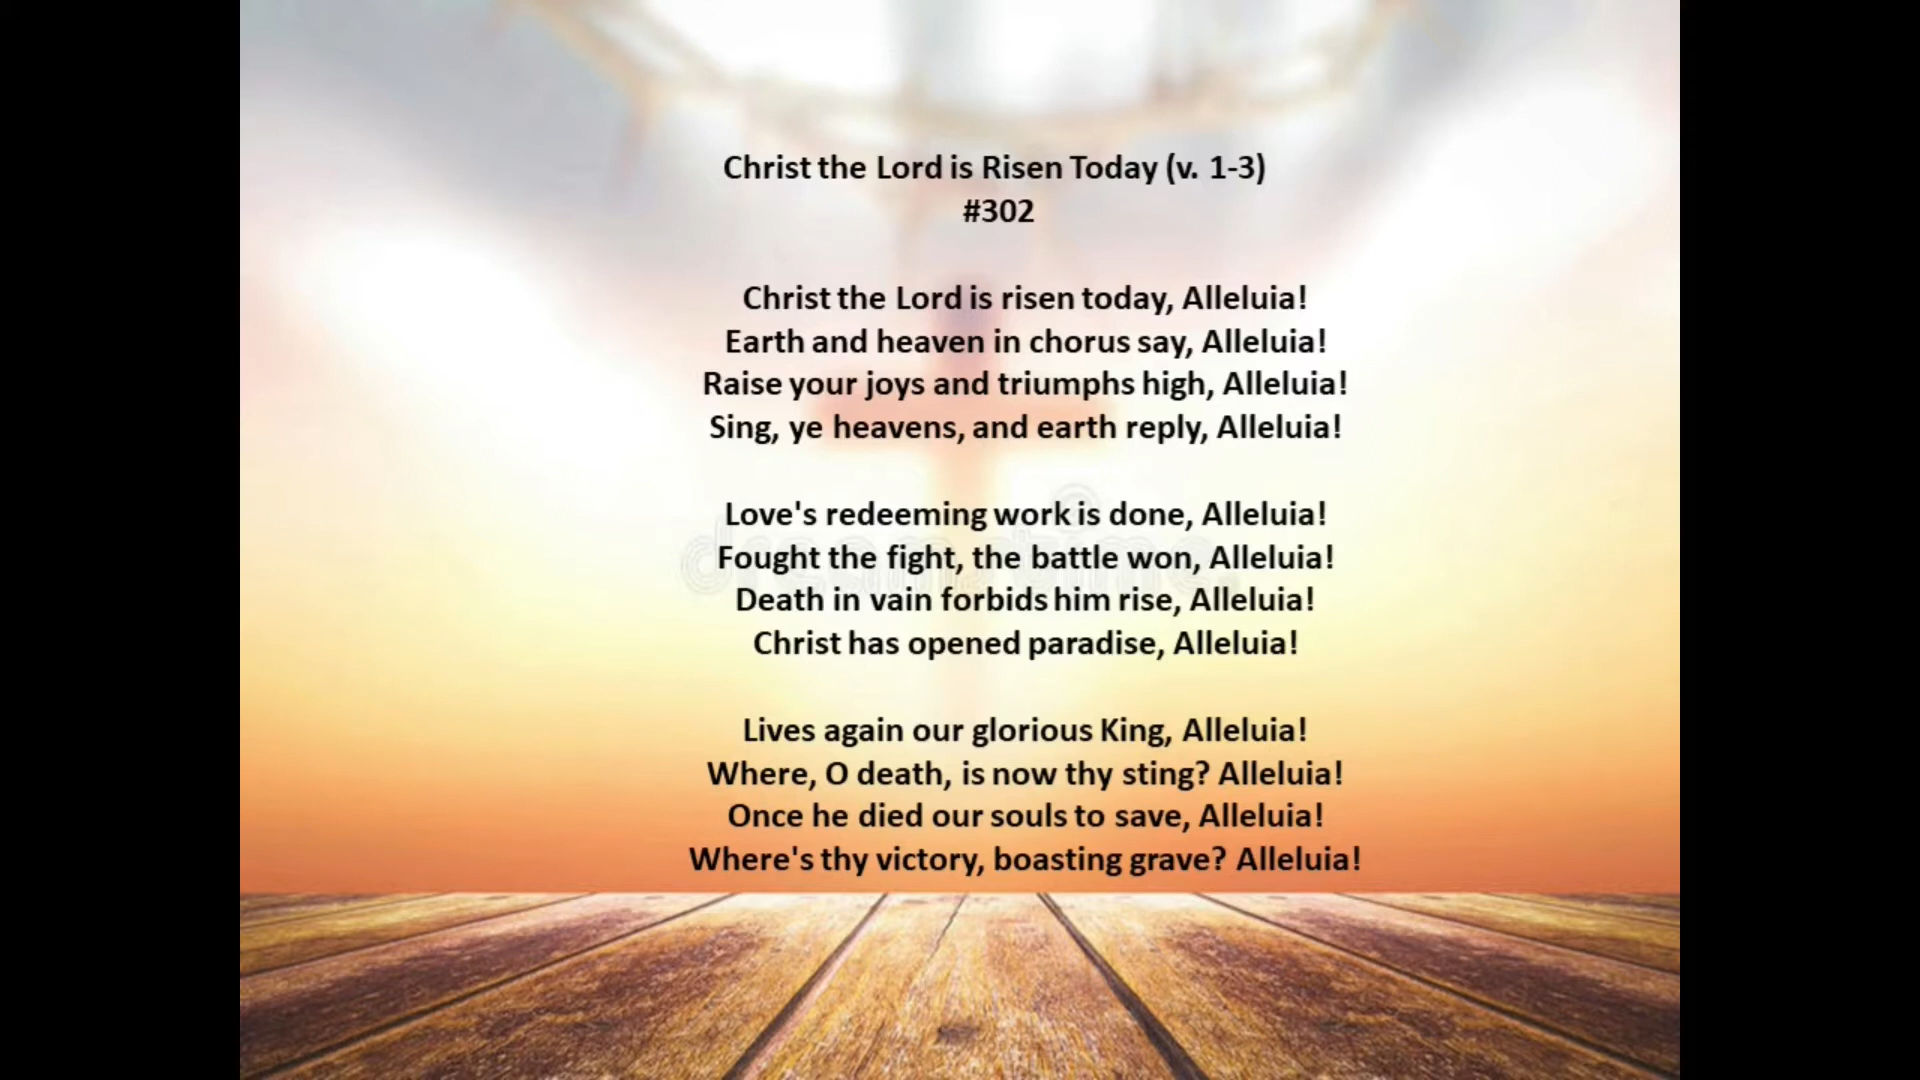 Christ the Lord is Risen Today (v. 1-3)
#302
Christ the Lord is risen today, Alleluia!
Earth and heaven in chorus say, Alleluia!
Raise your joys and triumphs high, Alleluia!
Sing, ye heavens, and earth reply, Alleluia!
Love's redeeming work is done, Alleluia!
Fought the fight, the battle won, Alleluia!
Death in vain forbids him rise, Alleluia!
Christ has opened paradise, Alleluia!
Lives again our glorious King, Alleluia!
Where, O death, is now thy sting? Alleluia!
Once he died our souls to save, Alleluia!
Where's thy victory, boasting grave? Alleluia!